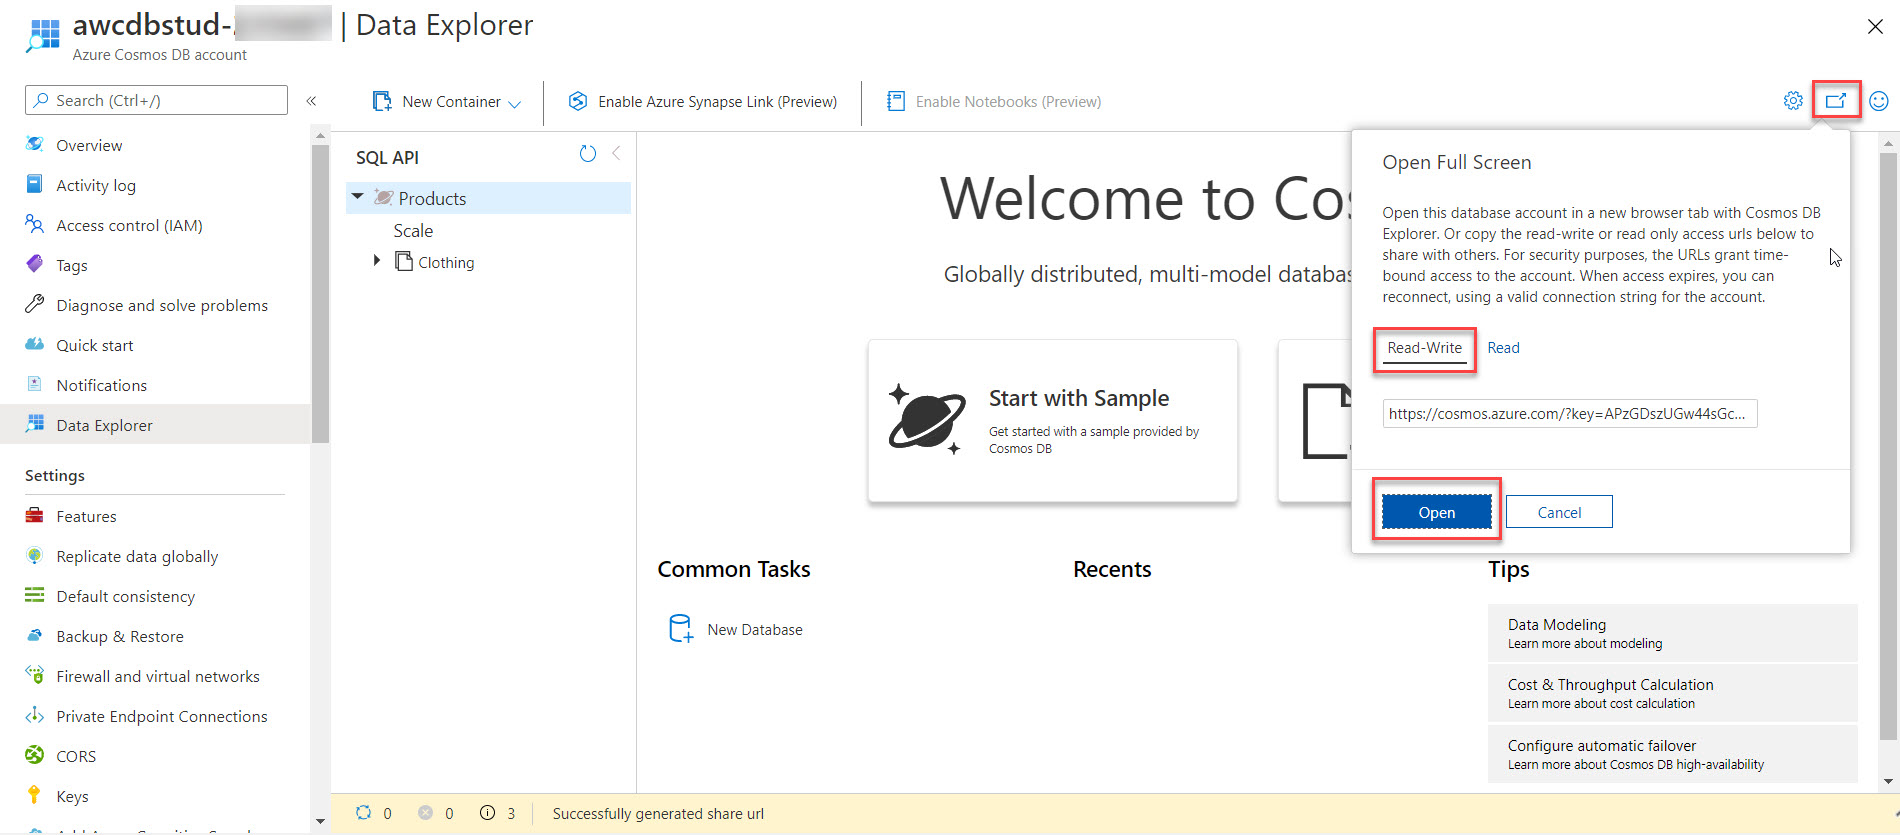 awcdbstud- | Data Explorer
Azure Cosmos DB account
Search (Ctrl+/)
«
Overview
Activity log
Access control (IAM)
Tags
Diagnose and solve problems
Quick start
Notifications
Data Explorer
Settings
Features
Replicate data globally
Default consistency
Backup & Restore
Firewall and virtual networks
Private Endpoint Connections
CORS
Keys
New Container
Enable Azure Synapse Link (Preview)
Enable Notebooks (Preview)
SQL API
Products
Scale
Clothing
Welcome to Cos
Globally distributed, multi-model databas
Start with Sample
Get started with a sample provided by
Cosmos DB
Common Tasks
New Database
Recents
Tips
Data Modeling
Learn more about modeling
Cost & Throughput Calculation
Learn more about cost calculation
Configure automatic failover
Learn more about Cosmos DB high-availability
Open Full Screen
Open this database account in a new browser tab with Cosmos DB
Explorer. Or copy the read-write or read only access urls below to
share with others. For security purposes, the URLs grant time-
bound access to the account. When access expires, you can
reconnect, using a valid connection string for the account.
Read-Write Read
https://cosmos.azure.com/?key=APzGDszUGw44sGc...
Open Cancel
0 0 3 Successfully generated share url